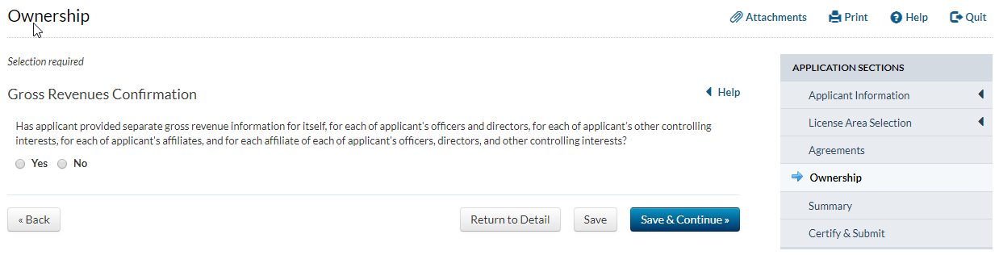 Ownership
Attachments Print Help Quit
Selection required
Gross Revenues Confirmation
Help
Has applicant provided separate gross revenue information for itself, for each of applicant's officers and directors, for each of applicant's other controlling
interests, for each of applicant's affiliates, and for each affiliate of each of applicant's officers, directors, and other controlling interests?
Yes No
« Back
Return to Detail
Save
Save & Continue »
APPLICATION SECTIONS
Applicant Information
License Area Selection
Agreements
Ownership
Summary
Certify & Submit